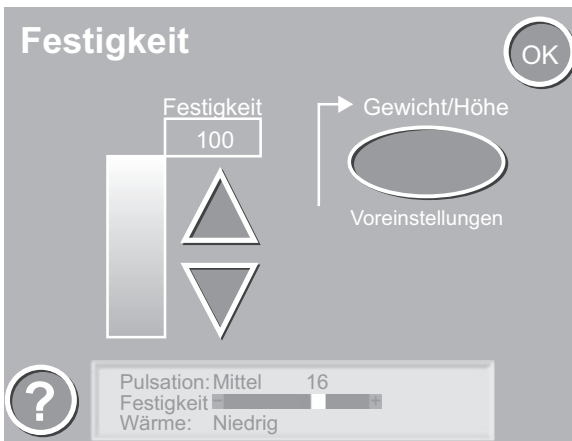 Festigkeit
OK
Festigkeit
100
Gewicht/Höhe
Voreinstellungen
?
Pulsation: Mittel 16
Festigkeit - +
Wärme: Niedrig